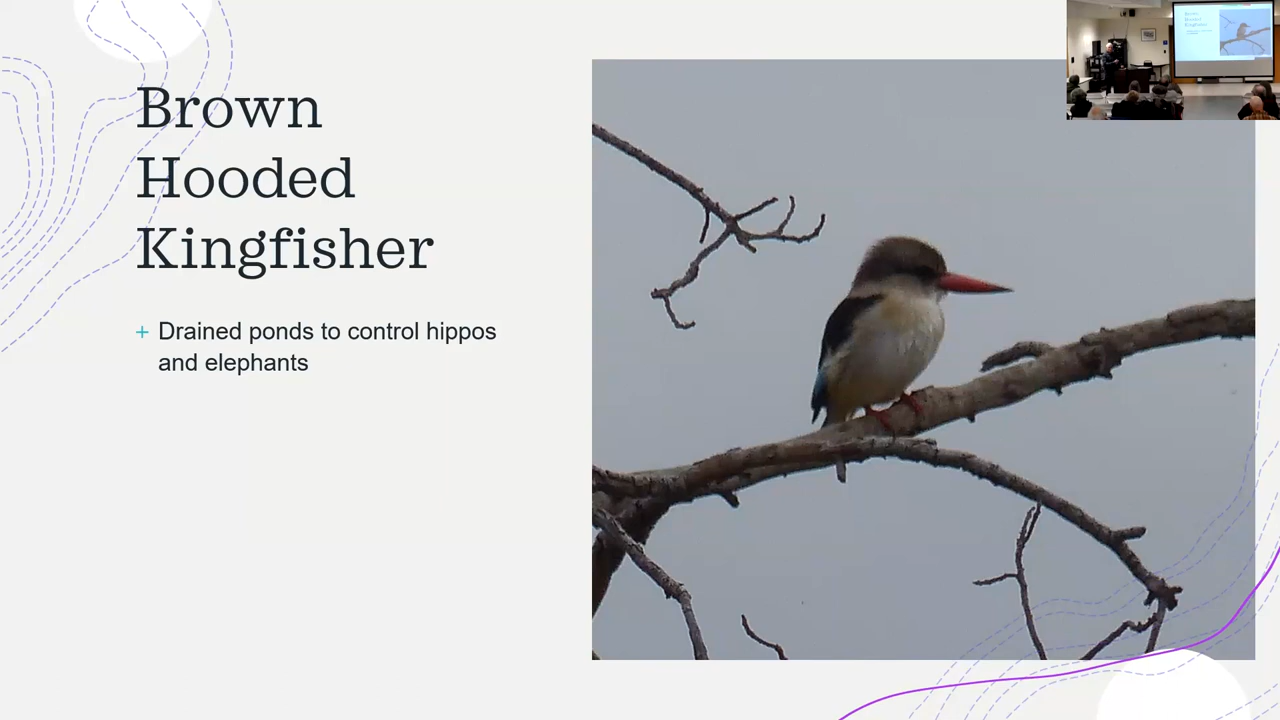 Brown
Hooded
Kingfisher
+ Drained ponds to control hippos
and elephants